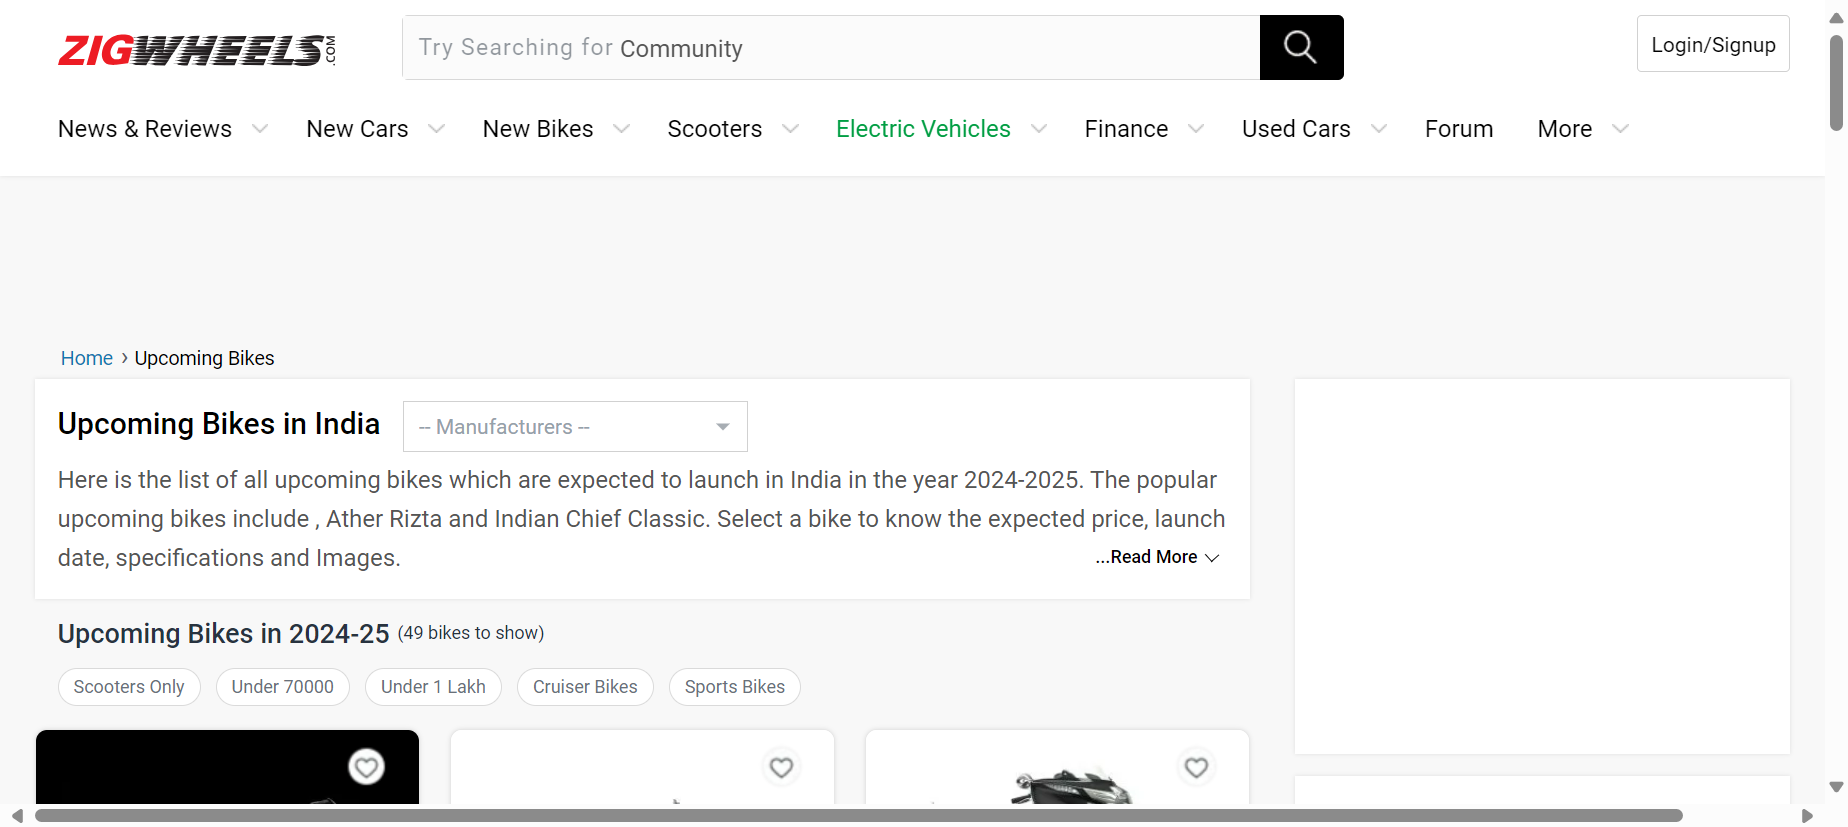 ZIGWHEELS.COM
Try Searching for Community
Login/Signup
News & Reviews New Cars New Bikes Scooters Electric Vehicles Finance Used Cars Forum More
Home › Upcoming Bikes
Upcoming Bikes in India
-- Manufacturers --
Here is the list of all upcoming bikes which are expected to launch in India in the year 2024-2025. The popular
upcoming bikes include , Ather Rizta and Indian Chief Classic. Select a bike to know the expected price, launch
date, specifications and Images.
...Read More
Upcoming Bikes in 2024-25 (49 bikes to show)
Scooters Only Under 70000 Under 1 Lakh Cruiser Bikes Sports Bikes